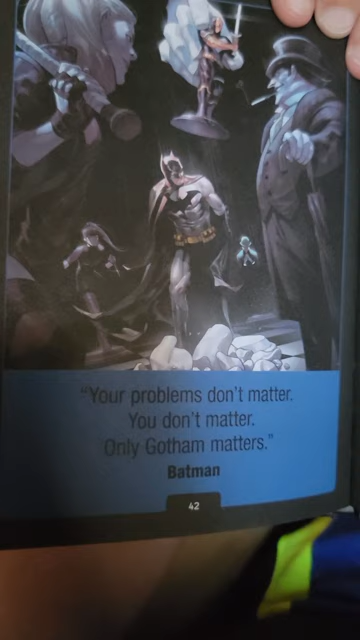 “Your problems don’t matter.
You don’t matter.
Only Gotham matters.”
Batman
42